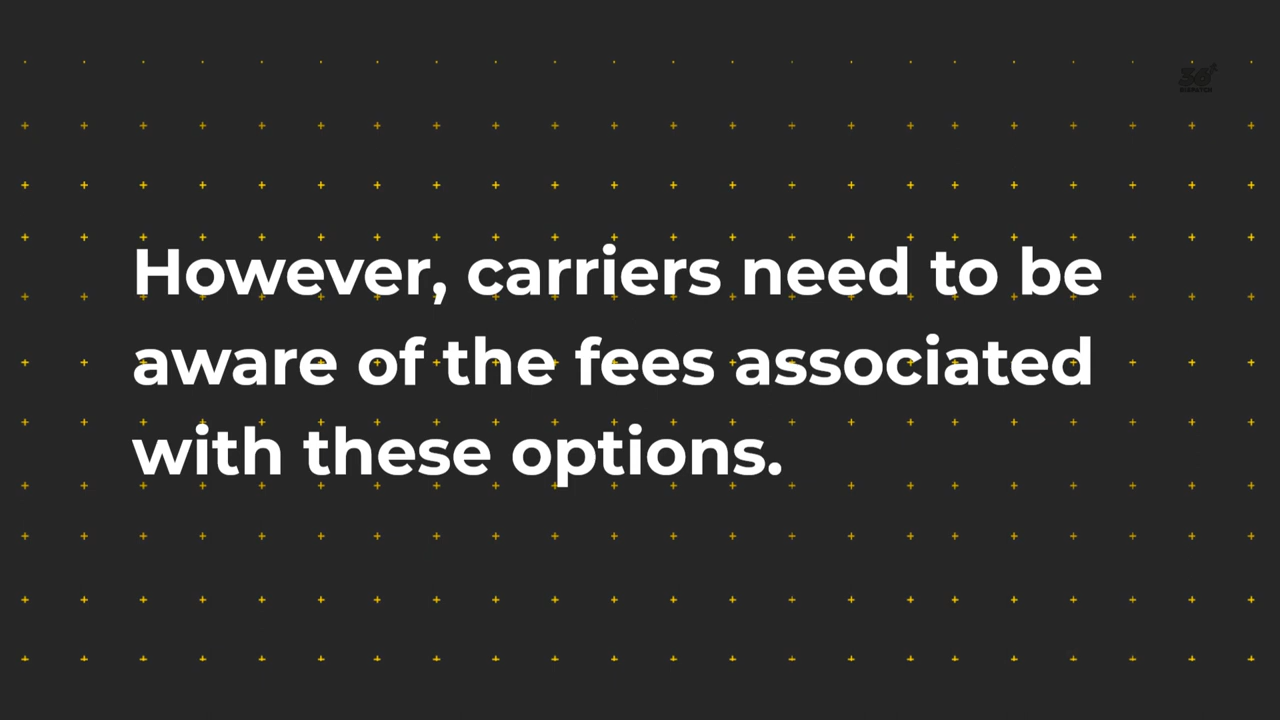 However, carriers need to be
aware of the fees associated
with these options.